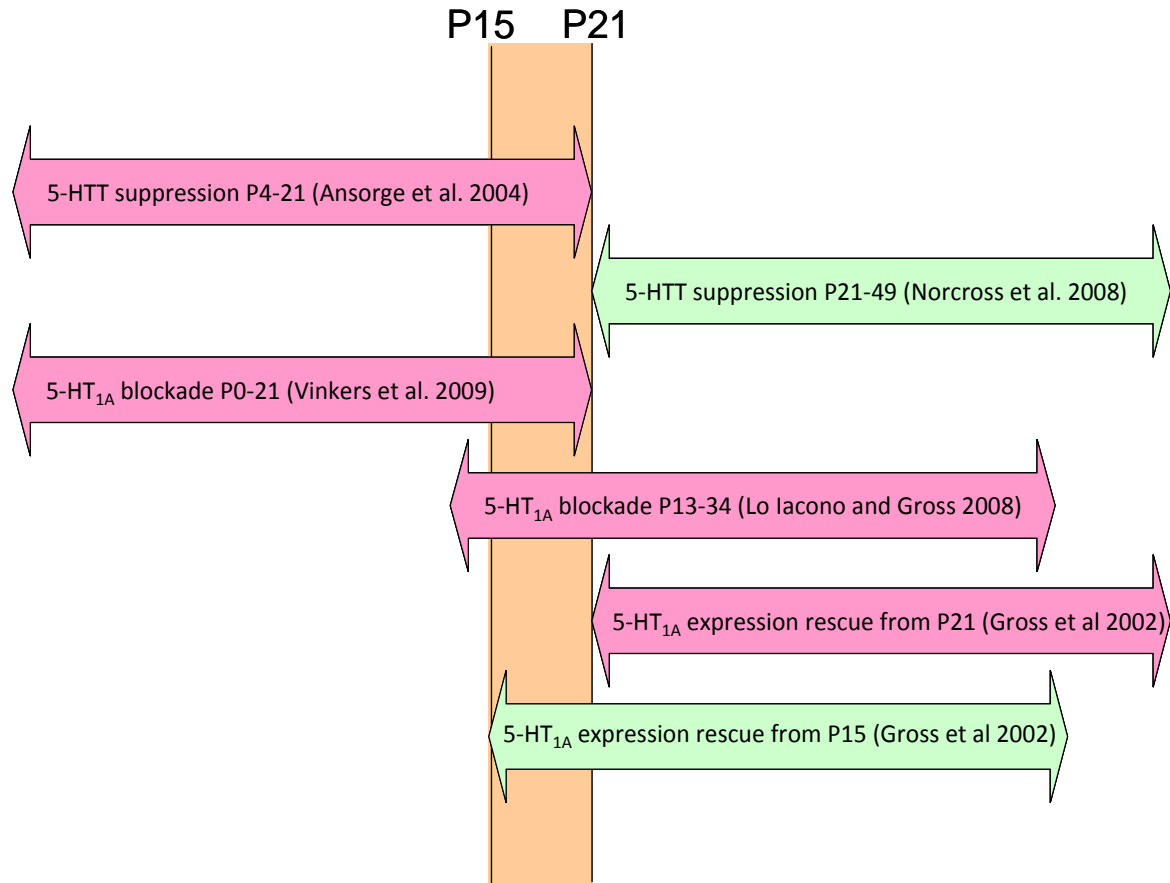 P15 P21
5-HTT suppression P4-21 (Ansorge et al. 2004)
5-HTT suppression P21-49 (Norcross et al. 2008)
5-HT1A blockade P0-21 (Vinkers et al. 2009)
5-HT1A blockade P13-34 (Lo Iacono and Gross 2008)
5-HT1A expression rescue from P21 (Gross et al 2002)
5-HT1A expression rescue from P15 (Gross et al 2002)